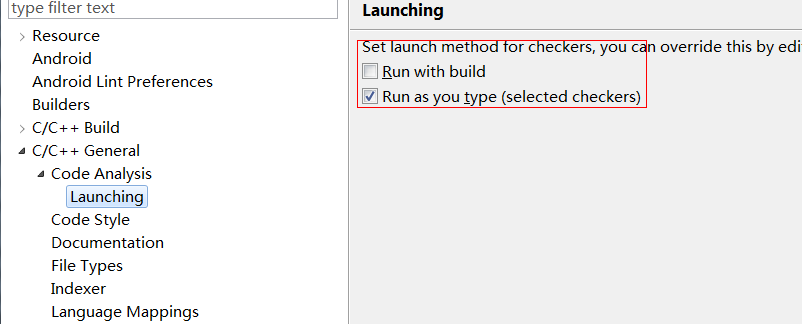 type filter text
Resource
Android
Android Lint Preferences
Builders
C/C++ Build
C/C++ General
Code Analysis
Launching
Code Style
Documentation
File Types
Indexer
Language Mappings
Launching
Set launch method for checkers, you can override this by edi
Run with build
Run as you type (selected checkers)